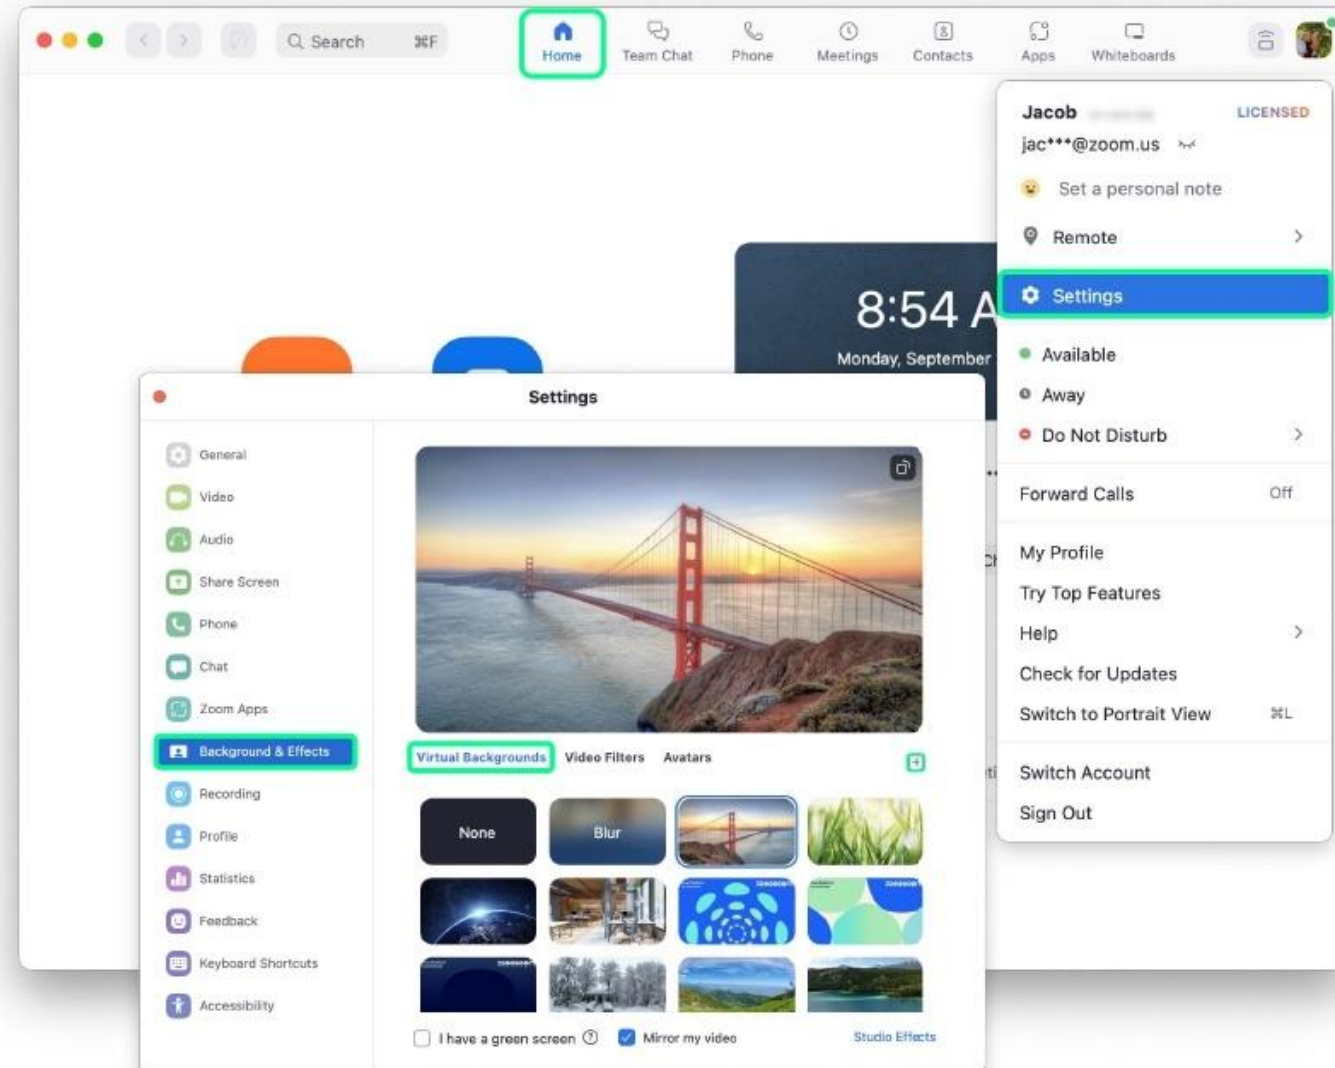 Search ⌘F
Home
Team Chat
Phone
Meetings
Contacts
Apps
Whiteboards
Jacob
LICENSED
jac***@zoom.us
Set a personal note
Remote
Settings
Available
Away
Do Not Disturb
Forward Calls Off
My Profile
Try Top Features
Help
Check for Updates
Switch to Portrait View ⌘L
Switch Account
Sign Out
8:54 A
Monday, September
Settings
General
Video
Audio
Share Screen
Phone
Chat
Zoom Apps
Background & Effects
Recording
Profile
Statistics
Feedback
Keyboard Shortcuts
Accessibility
Virtual Backgrounds Video Filters Avatars
None
Blur
I have a green screen
Mirror my video
Studio Effects